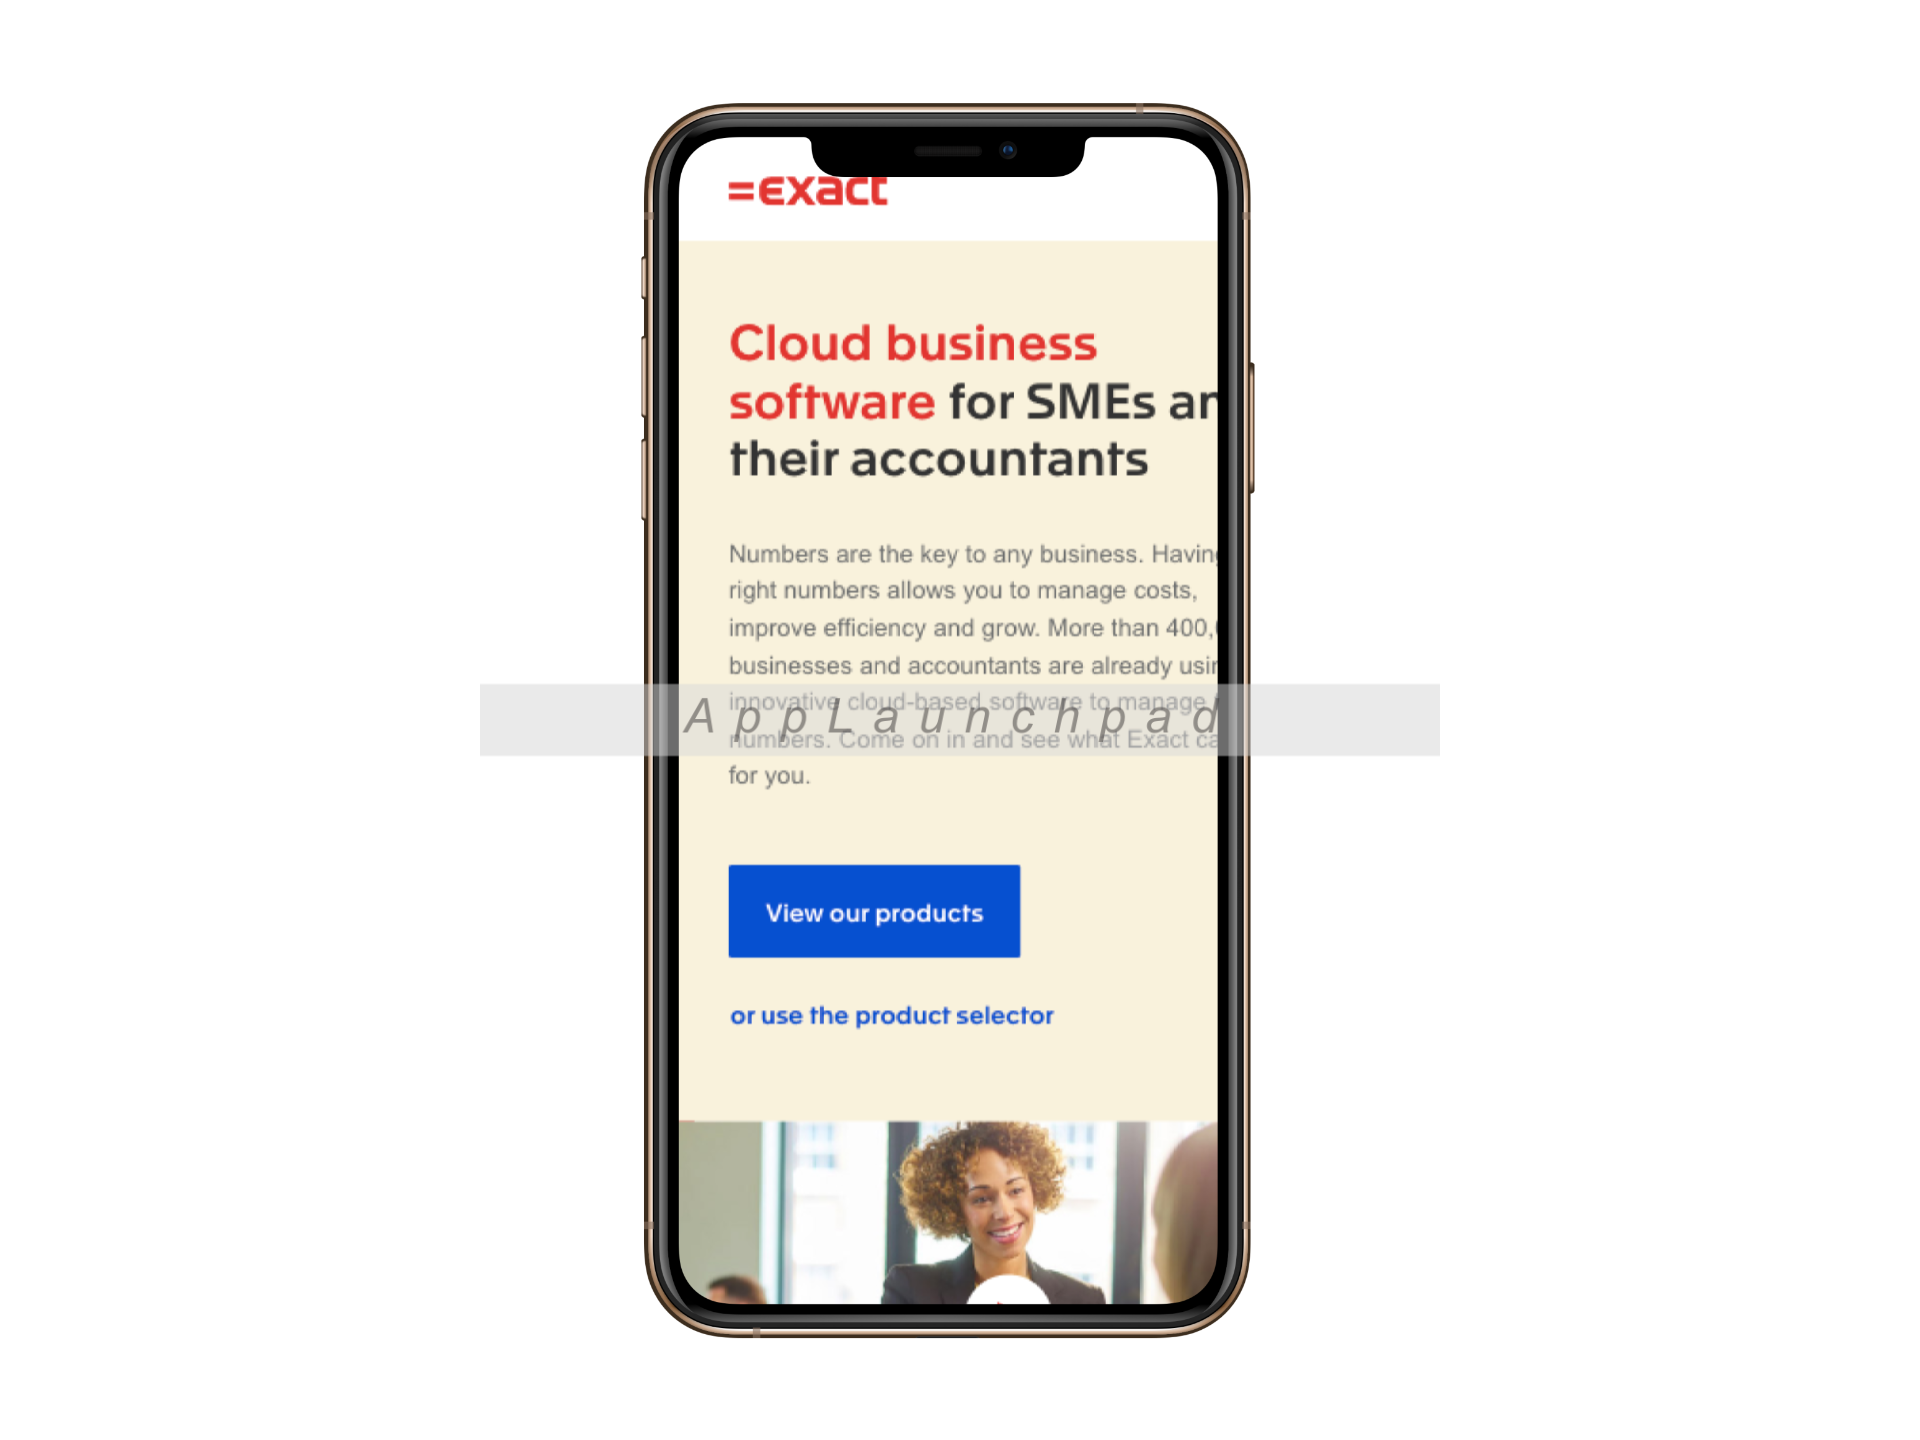 =exact
Cloud business
software for SMEs an
their accountants
Numbers are the key to any business. Having
right numbers allows you to manage costs,
improve efficiency and grow. More than 400,
businesses and accountants are already usin
innovative cloud-based software to manage
AppLaunchpad
numbers. Come on in and see what Exact ca
for you.
View our products
or use the product selector